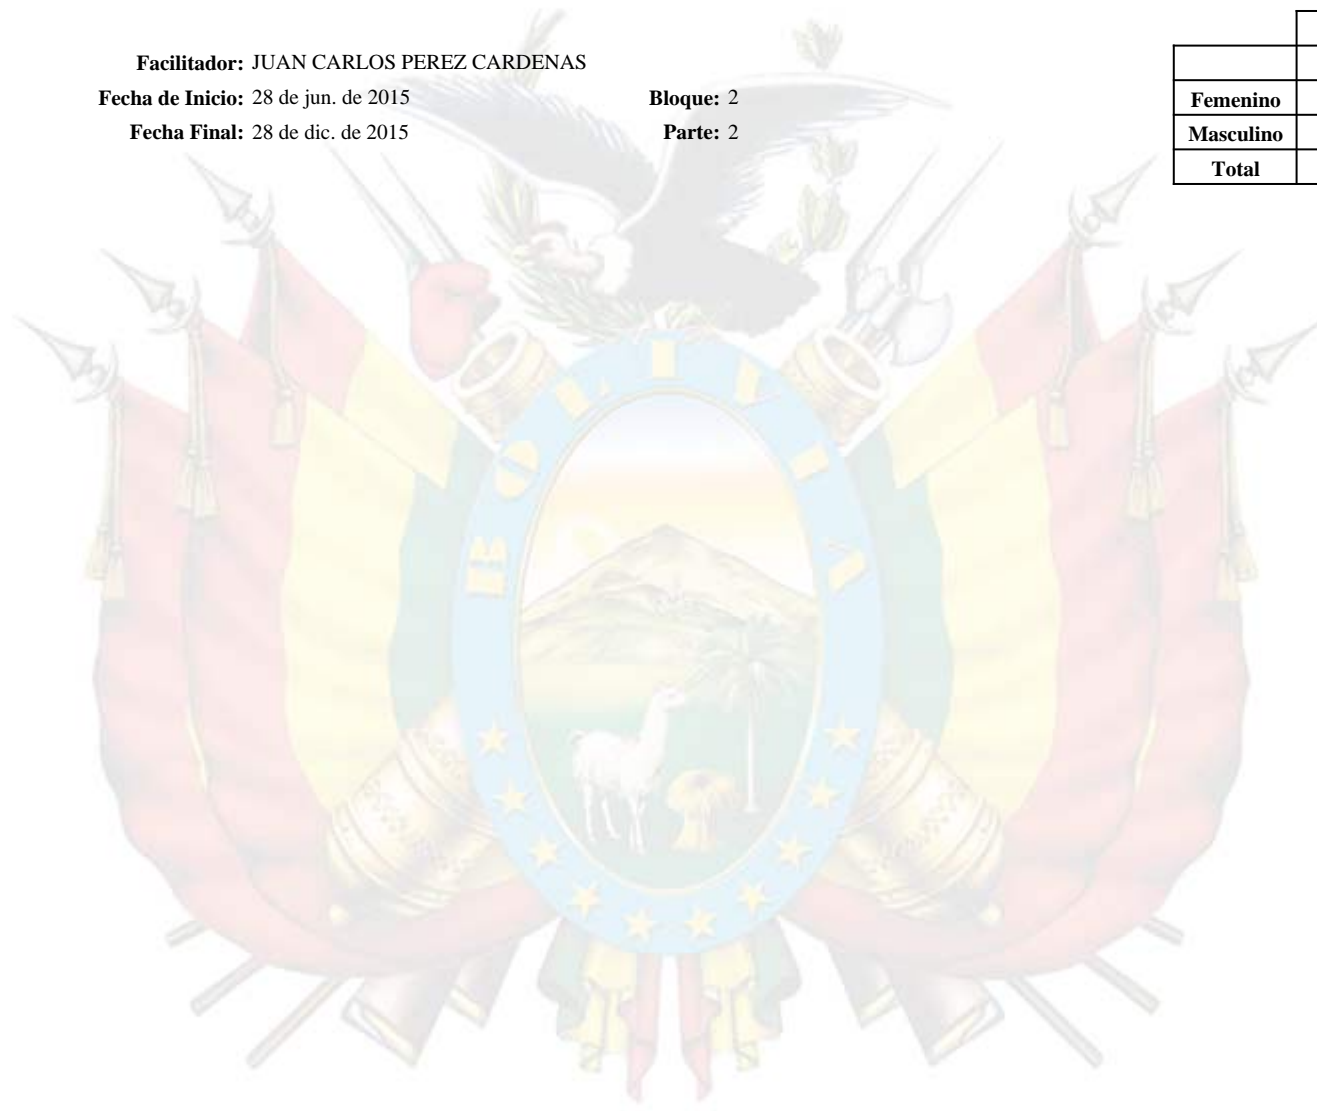 Facilitador: JUAN CARLOS PEREZ CARDENAS
Fecha de Inicio: 28 de jun. de 2015 Bloque: 2
Fecha Final: 28 de dic. de 2015 Parte: 2
Femenino
Masculino
Total
BOLIVIA